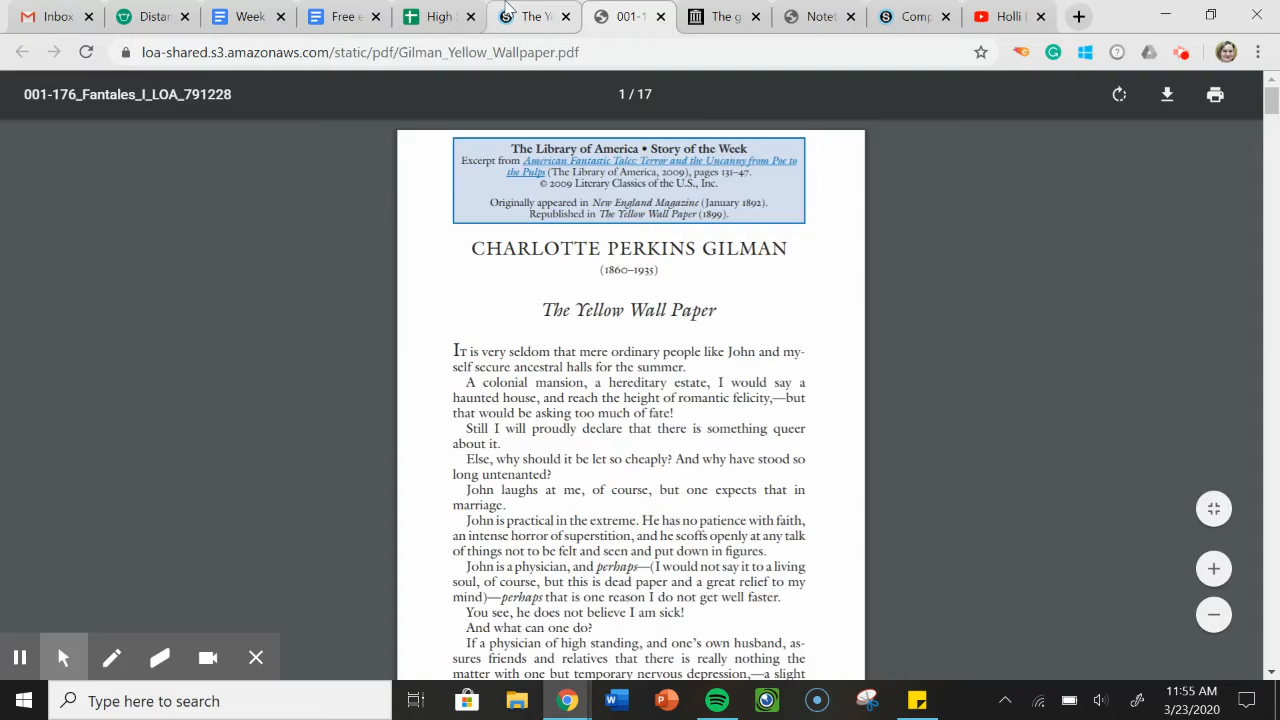 Inbox
Distan
Week
Free e
High S
The Yo
001-1
The g
Notet
Comp
Holli L
loa-shared.s3.amazonaws.com/static/pdf/Gilman_Yellow_Wallpaper.pdf
001-176_Fantales_I_LOA_791228
1 / 17
The Library of America • Story of the Week
Excerpt from American Fantastic Tales: Terror and the Uncanny from Poe to
the Pulps (The Library of America, 2009), pages 131–47.
© 2009 Literary Classics of the U.S., Inc.
Originally appeared in New England Magazine (January 1892).
Republished in The Yellow Wall Paper (1899).
CHARLOTTE PERKINS GILMAN
(1860–1935)
The Yellow Wall Paper
It is very seldom that mere ordinary people like John and my-
self secure ancestral halls for the summer.
A colonial mansion, a hereditary estate, I would say a
haunted house, and reach the height of romantic felicity,—but
that would be asking too much of fate!
Still I will proudly declare that there is something queer
about it.
Else, why should it be let so cheaply? And why have stood so
long untenanted?
John laughs at me, of course, but one expects that in
marriage.
John is practical in the extreme. He has no patience with faith,
an intense horror of superstition, and he scoffs openly at any talk
of things not to be felt and seen and put down in figures.
John is a physician, and perhaps—(I would not say it to a living
soul, of course, but this is dead paper and a great relief to my
mind)—perhaps that is one reason I do not get well faster.
You see, he does not believe I am sick!
And what can one do?
If a physician of high standing, and one's own husband, as-
sures friends and relatives that there is really nothing the
matter with one but temporary nervous depression,—a slight
Type here to search
11:55 AM
3/23/2020